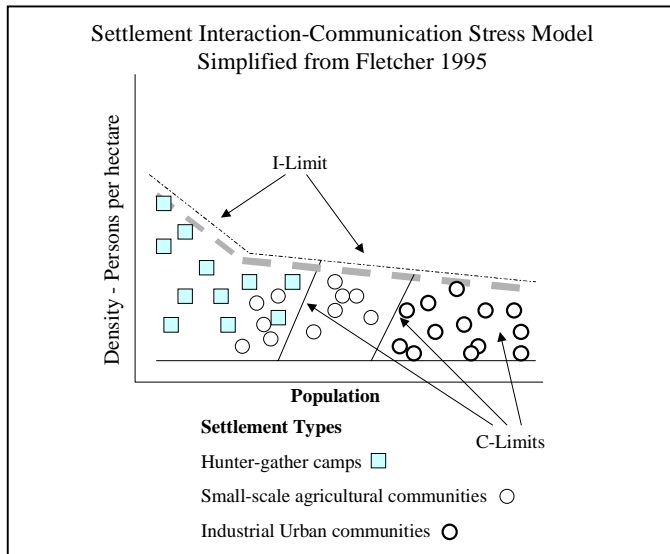 Settlement Interaction-Communication Stress Model
Simplified from Fletcher 1995
I-Limit
Density - Persons per hectare
Population
C-Limits
Settlement Types
Hunter-gather camps
Small-scale agricultural communities
Industrial Urban communities